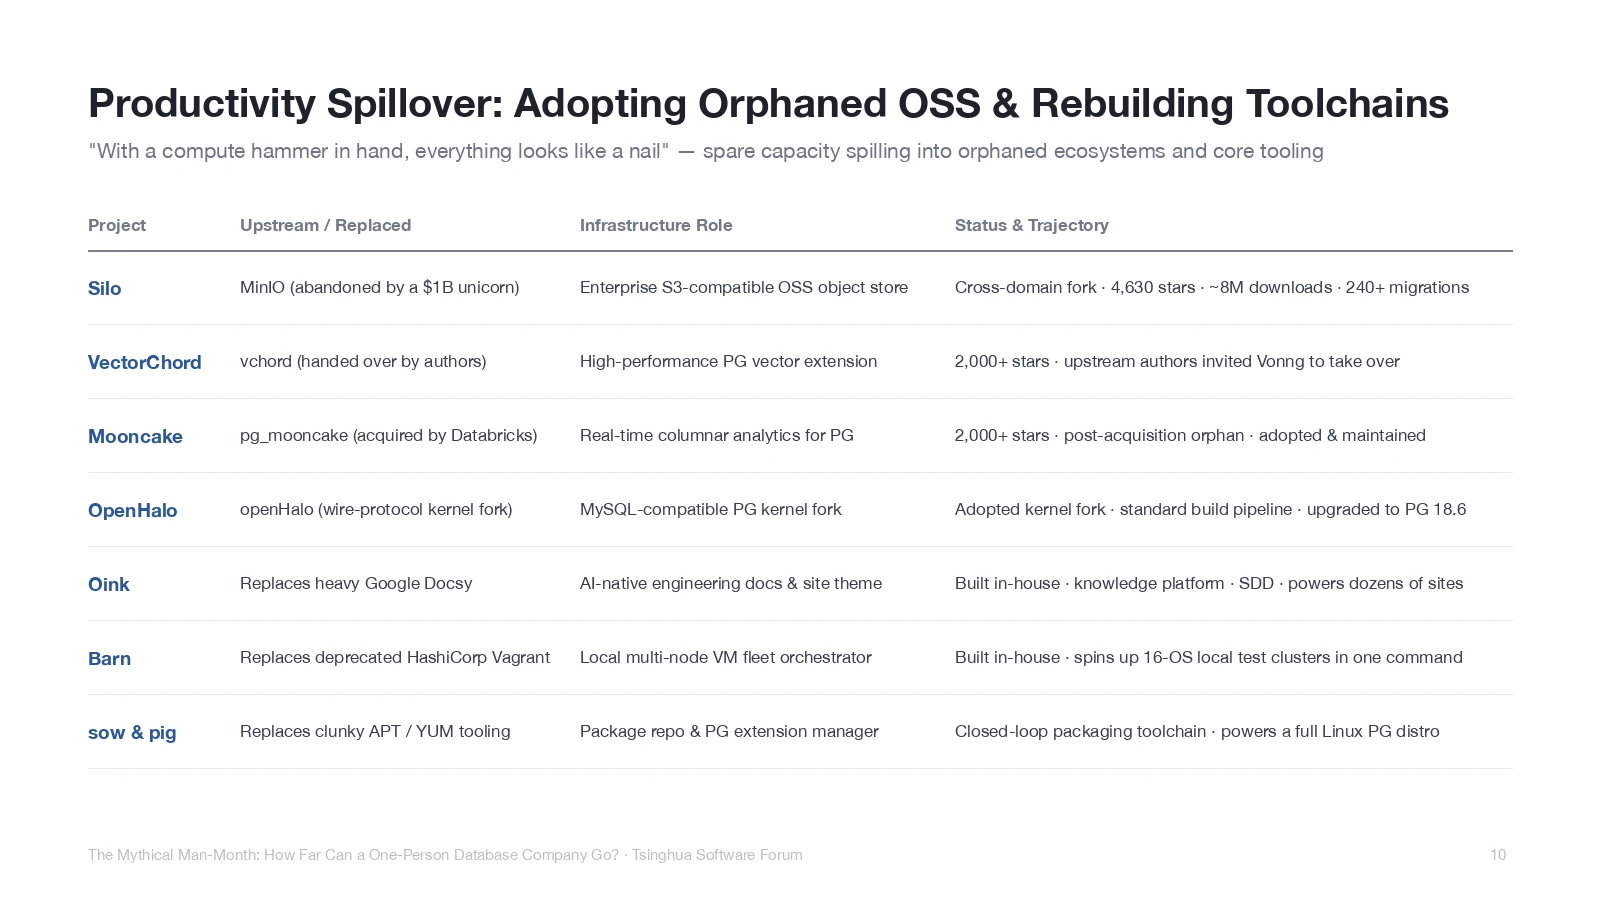 Productivity Spillover: Adopting Orphaned OSS & Rebuilding Toolchains
"With a compute hammer in hand, everything looks like a nail" — spare capacity spilling into orphaned ecosystems and core tooling
Project Upstream / Replaced Infrastructure Role Status & Trajectory
Silo MinIO (abandoned by a $1B unicorn) Enterprise S3-compatible OSS object store Cross-domain fork · 4,630 stars · ~8M downloads · 240+ migrations
VectorChord vchord (handed over by authors) High-performance PG vector extension 2,000+ stars · upstream authors invited Vonng to take over
Mooncake pg_mooncake (acquired by Databricks) Real-time columnar analytics for PG 2,000+ stars · post-acquisition orphan · adopted & maintained
OpenHalo openHalo (wire-protocol kernel fork) MySQL-compatible PG kernel fork Adopted kernel fork · standard build pipeline · upgraded to PG 18.6
Oink Replaces heavy Google Docsy AI-native engineering docs & site theme Built in-house · knowledge platform · SDD · powers dozens of sites
Barn Replaces deprecated HashiCorp Vagrant Local multi-node VM fleet orchestrator Built in-house · spins up 16-OS local test clusters in one command
sow & pig Replaces clunky APT / YUM tooling Package repo & PG extension manager Closed-loop packaging toolchain · powers a full Linux PG distro
The Mythical Man-Month: How Far Can a One-Person Database Company Go? · Tsinghua Software Forum 10